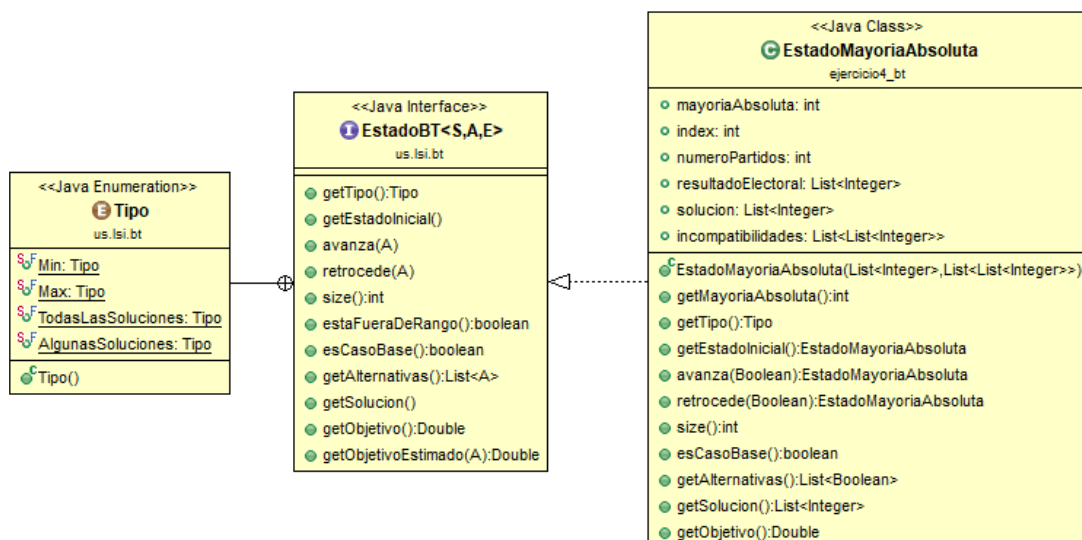 <<Java Enumeration>>
E Tipo
us.lsi.bt
S F Min: Tipo
S F Max: Tipo
S F TodasLasSoluciones: Tipo
S F AlgunasSoluciones: Tipo
C Tipo()
<<Java Interface>>
I EstadoBT<S,A,E>
us.lsi.bt
getTipo():Tipo
getEstadoInicial()
avanza(A)
retrocede(A)
size():int
estaFueraDeRango():boolean
esCasoBase():boolean
getAlternativas():List<A>
getSolucion()
getObjetivo():Double
getObjetivoEstimado(A):Double
<<Java Class>>
C EstadoMayoriaAbsoluta
ejercicio4_bt
mayoriaAbsoluta: int
index: int
numeroPartidos: int
resultadoElectoral: List<Integer>
solucion: List<Integer>
incompatibilidades: List<List<Integer>>
C EstadoMayoriaAbsoluta(List<Integer>,List<List<Integer>>)
getMayoriaAbsoluta():int
getTipo():Tipo
getEstadoInicial():EstadoMayoriaAbsoluta
avanza(Boolean):EstadoMayoriaAbsoluta
retrocede(Boolean):EstadoMayoriaAbsoluta
size():int
esCasoBase():boolean
getAlternativas():List<Boolean>
getSolucion():List<Integer>
getObjetivo():Double